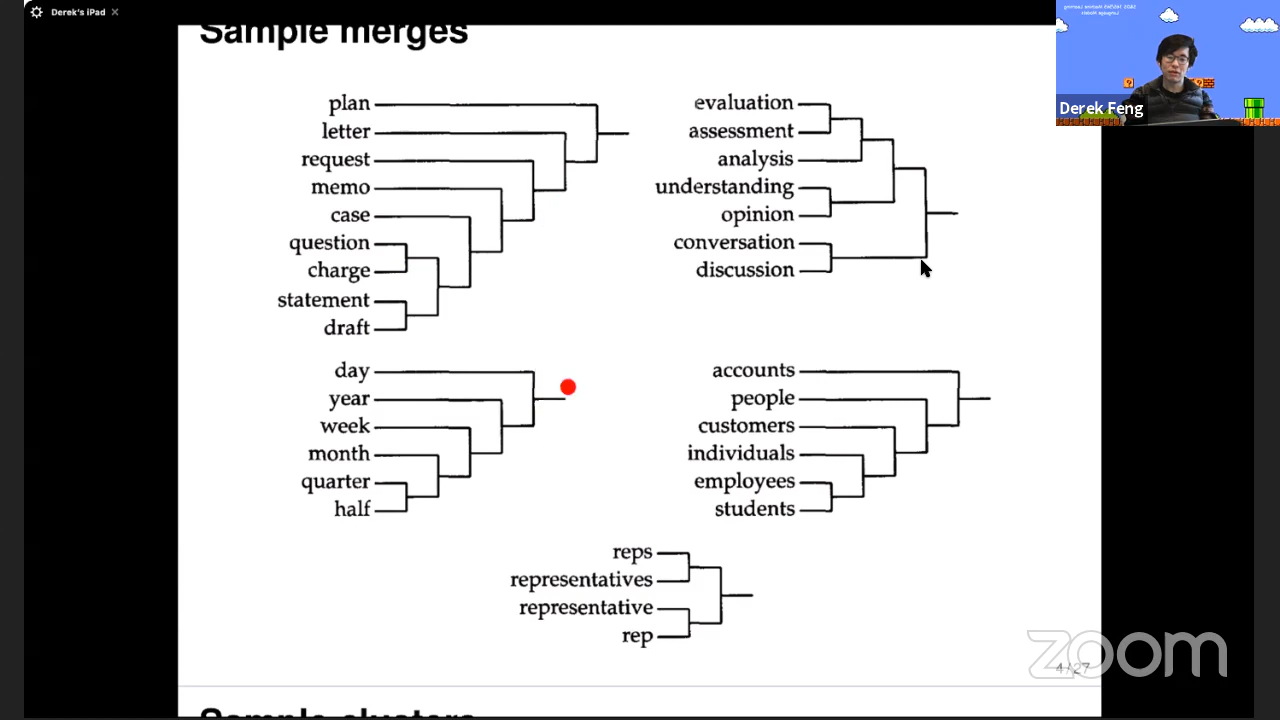 Derek's iPad
Sample merges
plan
letter
request
memo
case
question
charge
statement
draft
evaluation
assessment
analysis
understanding
opinion
conversation
discussion
day
year
week
month
quarter
half
accounts
people
customers
individuals
employees
students
reps
representatives
representative
rep
Derek Feng
zoom
4/27
Sample clusters